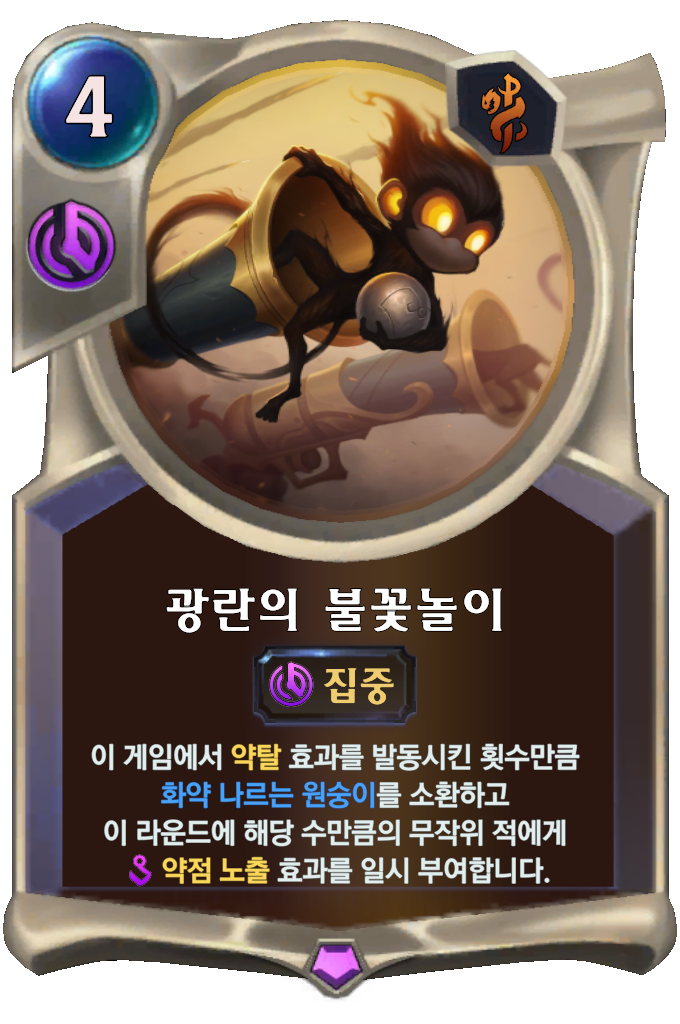 4
광란의 불꽃놀이
집중
이 게임에서 약탈 효과를 발동시킨 횟수만큼
화약 나르는 원숭이를 소환하고
이 라운드에 해당 수만큼의 무작위 적에게
약점 노출 효과를 일시 부여합니다.